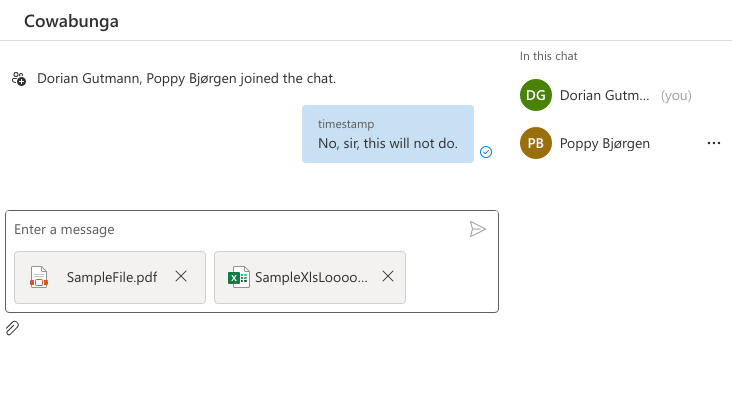 Cowabunga
In this chat
Dorian Gutmann, Poppy Bjørgen joined the chat.
DG Dorian Gutm... (you)
timestamp
No, sir, this will not do.
PB Poppy Bjørgen
Enter a message
SampleFile.pdf
SampleXlsLoooo...